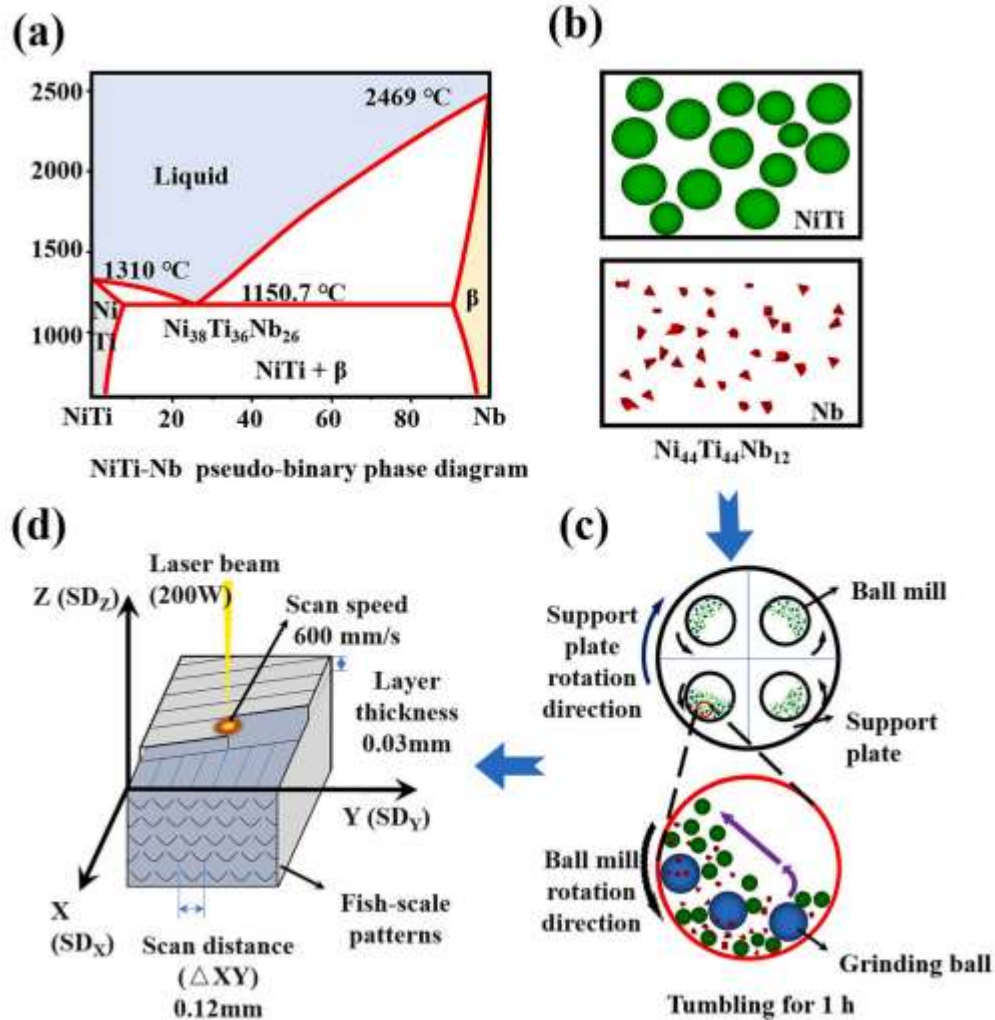 (a)
2500
2000
1500
1000
2469 °C
Liquid
1310 °C
1150.7 °C
Ni
Ti
β
Ni₃₈Ti₃₆Nb₂₆
NiTi + β
NiTi 20 40 60 80 Nb
NiTi-Nb pseudo-binary phase diagram
(b)
NiTi
Nb
Ni₄₄Ti₄₄Nb₁₂
(c)
Ball mill
Support
plate
rotation
direction
Support
plate
Ball mill
rotation
direction
Grinding ball
Tumbling for 1 h
(d)
Laser beam
(200W)
Z (SD_Z)
Scan speed
600 mm/s
Layer
thickness
0.03mm
Y (SD_Y)
X
(SD_X)
Fish-scale
patterns
Scan distance
(△XY)
0.12mm